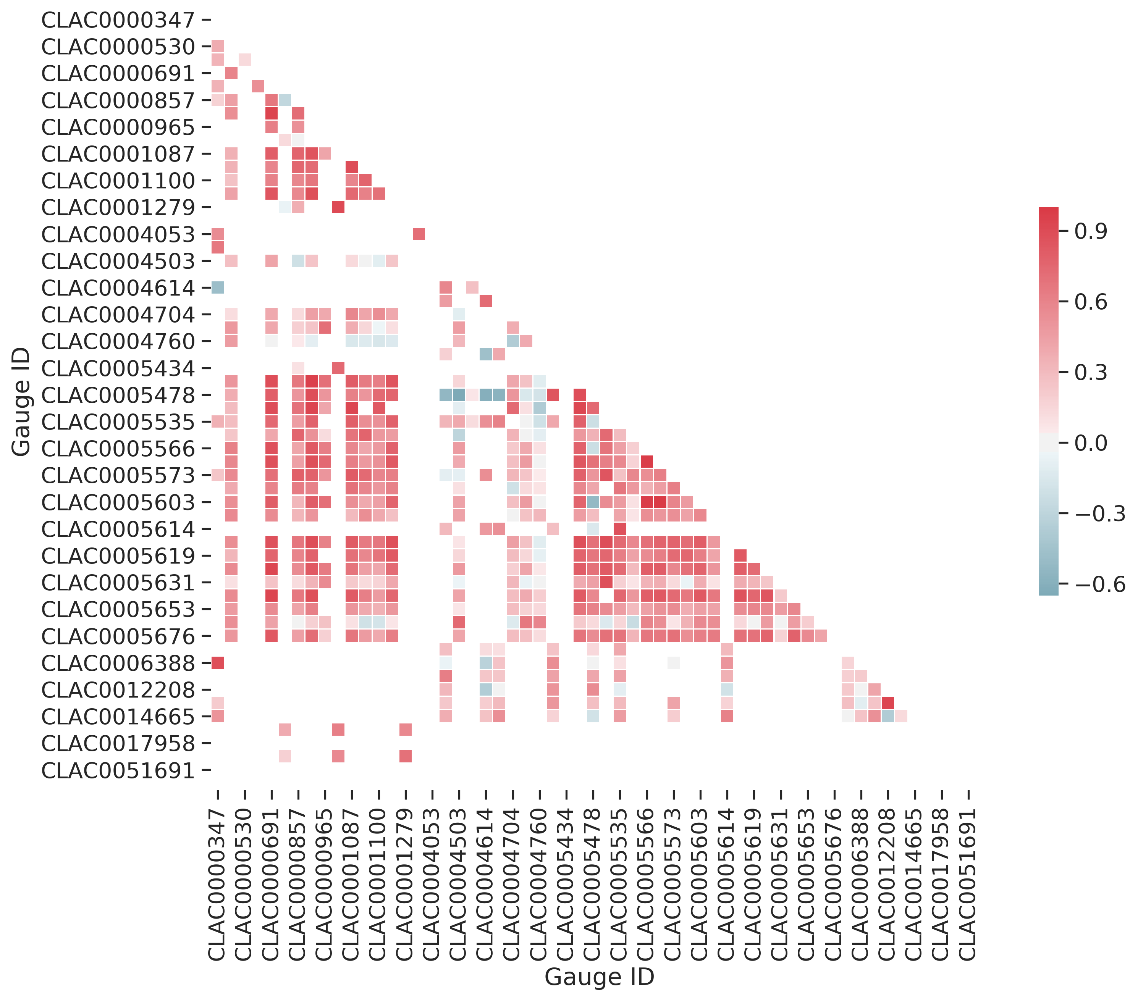 CLAC0000347
CLAC0000530
CLAC0000691
CLAC0000857
CLAC0000965
CLAC0001087
CLAC0001100
CLAC0001279
CLAC0004053
CLAC0004503
CLAC0004614
CLAC0004704
CLAC0004760
CLAC0005434
CLAC0005478
CLAC0005535
CLAC0005566
CLAC0005573
CLAC0005603
CLAC0005614
CLAC0005619
CLAC0005631
CLAC0005653
CLAC0005676
CLAC0006388
CLAC0012208
CLAC0014665
CLAC0017958
CLAC0051691
Gauge ID
CLAC0000347
CLAC0000530
CLAC0000691
CLAC0000857
CLAC0000965
CLAC0001087
CLAC0001100
CLAC0001279
CLAC0004053
CLAC0004503
CLAC0004614
CLAC0004704
CLAC0004760
CLAC0005434
CLAC0005478
CLAC0005535
CLAC0005566
CLAC0005573
CLAC0005603
CLAC0005614
CLAC0005619
CLAC0005631
CLAC0005653
CLAC0005676
CLAC0006388
CLAC0012208
CLAC0014665
CLAC0017958
CLAC0051691
Gauge ID
0.9
0.6
0.3
0.0
−0.3
−0.6